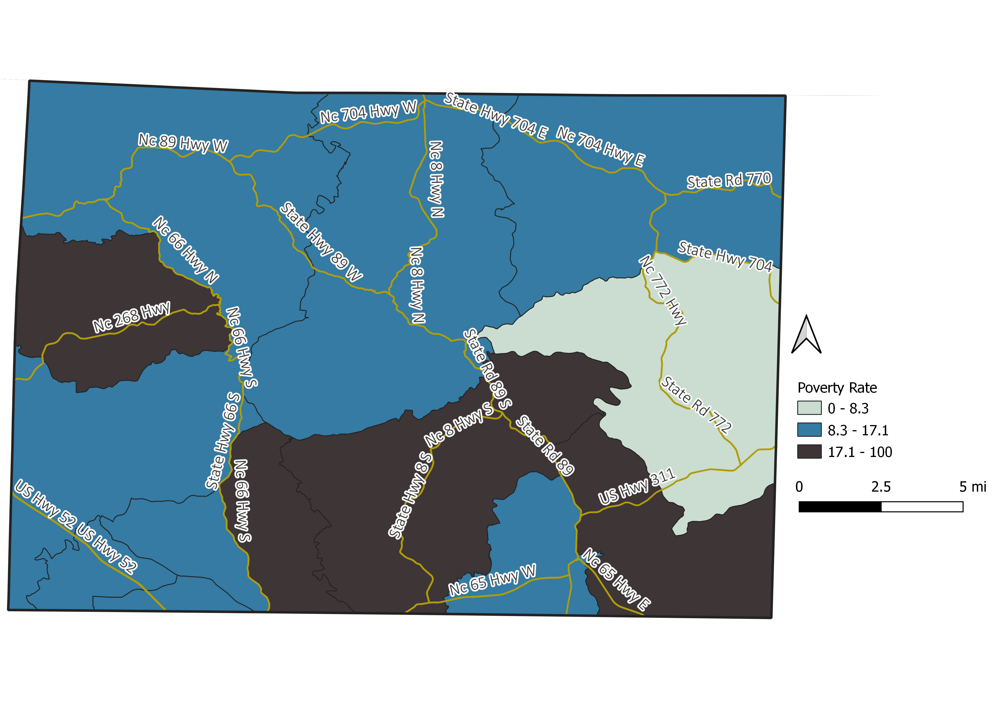 State Hwy 704 E
Nc 704 Hwy W
Nc 89 Hwy W
Nc 704 Hwy E
Nc 8 Hwy N
State Rd 770
State Hwy 89 W
Nc 66 Hwy N
State Hwy 704
Nc 8 Hwy N
Nc 772 Hwy
Nc 268 Hwy
Nc 66 Hwy S
State Rd 89 S
State Rd 772
State Hwy 66 S
Nc 8 Hwy S
State Rd 89
State Hwy 8 S
Nc 66 Hwy S
US Hwy 311
US Hwy 52
US Hwy 52
Nc 65 Hwy W
Nc 65 Hwy E
Poverty Rate
0 - 8.3
8.3 - 17.1
17.1 - 100
0 2.5 5 mi